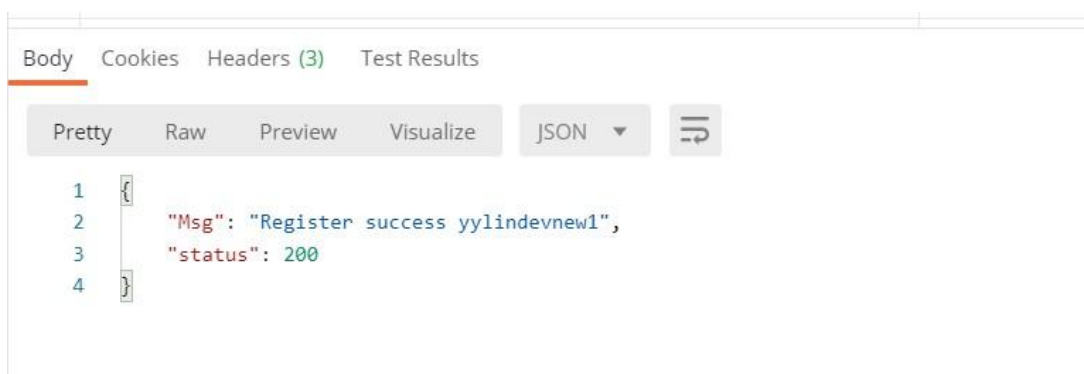 Body Cookies Headers (3) Test Results
Pretty Raw Preview Visualize JSON
1 {
2 "Msg": "Register success yylindevnew1",
3 "status": 200
4 }